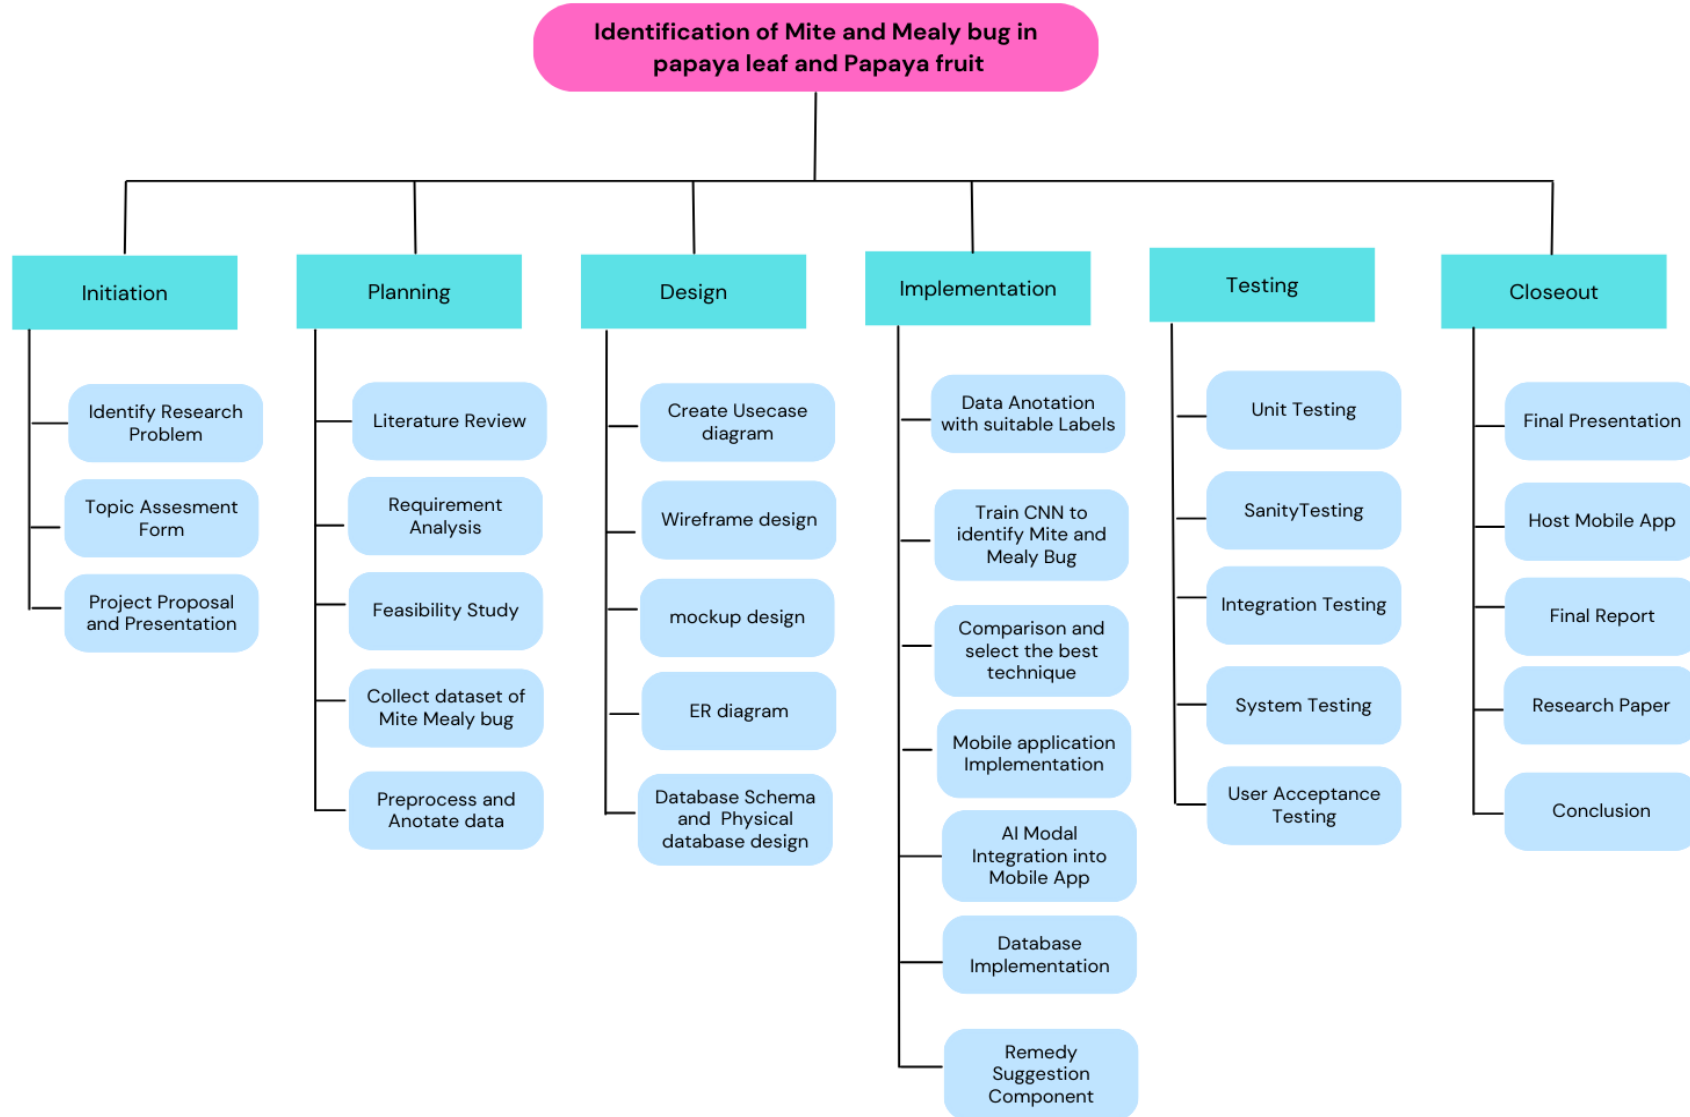 Identification of Mite and Mealy bug in
papaya leaf and Papaya fruit
Initiation
Identify Research
Problem
Topic Assesment
Form
Project Proposal
and Presentation
Planning
Literature Review
Requirement
Analysis
Feasibility Study
Collect dataset of
Mite Mealy bug
Preprocess and
Anotate data
Design
Create Usecase
diagram
Wireframe design
mockup design
ER diagram
Database Schema
and Physical
database design
Implementation
Data Anotation
with suitable Labels
Train CNN to
identify Mite and
Mealy Bug
Comparison and
select the best
technique
Mobile application
Implementation
AI Modal
Integration into
Mobile App
Database
Implementation
Remedy
Suggestion
Component
Testing
Unit Testing
SanityTesting
Integration Testing
System Testing
User Acceptance
Testing
Closeout
Final Presentation
Host Mobile App
Final Report
Research Paper
Conclusion